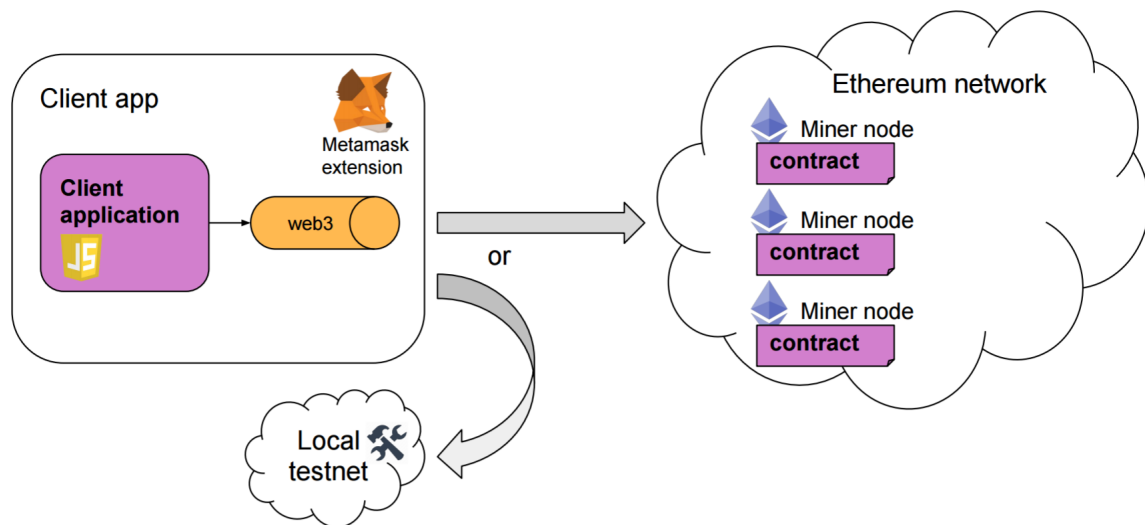 Client app
Metamask
extension
Client
application
JS
web3
or
Local
testnet
Ethereum network
Miner node
contract
Miner node
contract
Miner node
contract